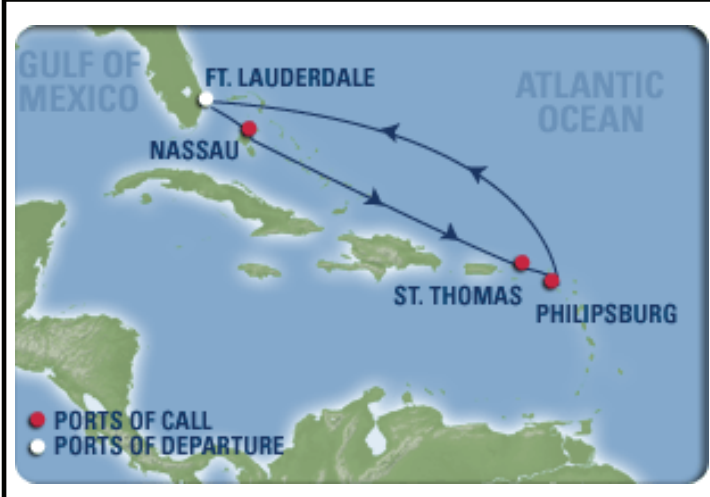 GULF OF
MEXICO
FT. LAUDERDALE
ATLANTIC
OCEAN
NASSAU
ST. THOMAS
PHILIPSBURG
PORTS OF CALL
PORTS OF DEPARTURE